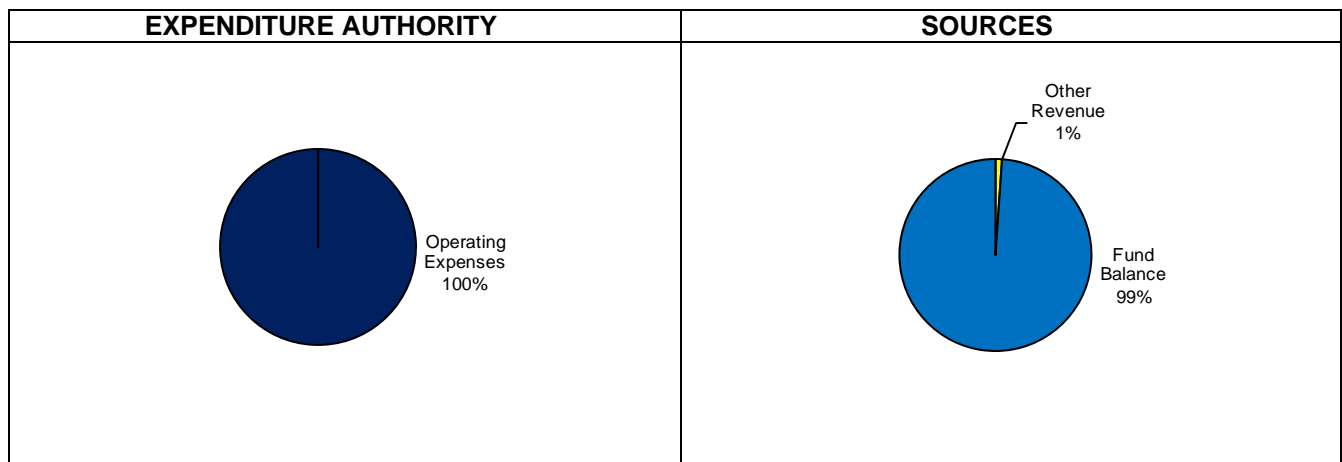 EXPENDITURE AUTHORITY
SOURCES
Operating
Expenses
100%
Other
Revenue
1%
Fund
Balance
99%